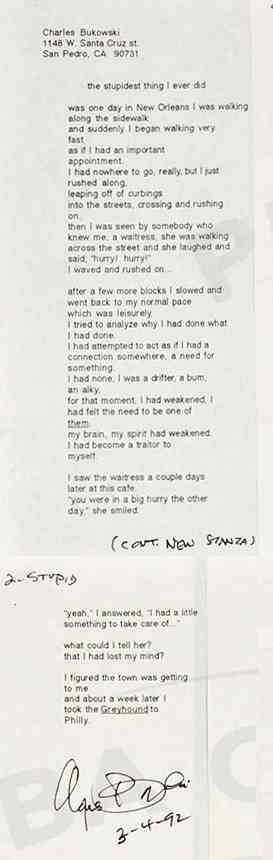 Charles Bukowski
1148 W. Santa Cruz st.
San Pedro, CA 90731
the stupidest thing I ever did
was one day in New Orleans I was walking
along the sidewalk
and suddenly I began walking very
fast
as if I had an important
appointment.
I had nowhere to go, really, but I just
rushed along,
leaping off of curbings
into the streets, crossing and rushing
on.
then I was seen by somebody who
knew me, a waitress, she was walking
across the street and she laughed and
said, "hurry! hurry!"
I waved and rushed on...
after a few more blocks I slowed and
went back to my normal pace
which was leisurely.
I tried to analyze why I had done what
I had done.
I had attempted to act as if I had a
connection somewhere, a need for
something.
I had none, I was a drifter, a bum,
an alky,
for that moment, I had weakened, I
had felt the need to be one of
them.
my brain, my spirit had weakened.
I had become a traitor to
myself.
I saw the waitress a couple days
later at this cafe.
"you were in a big hurry the other
day," she smiled.
(CONT. NEW STANZA)
2-STUPID
"yeah," I answered, "I had a little
something to take care of..."
what could I tell her?
that I had lost my mind?
I figured the town was getting
to me
and about a week later I
took the Greyhound to
Philly.
3-4-92